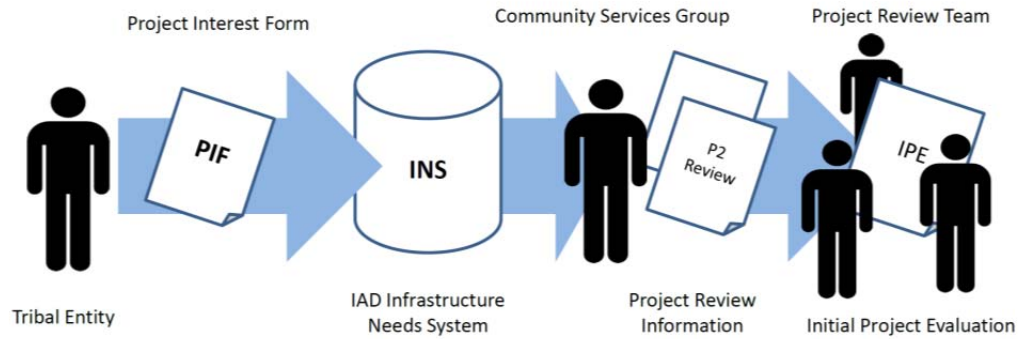 Project Interest Form
Community Services Group
Project Review Team
PIF
INS
P2
Review
IPE
Tribal Entity
IAD Infrastructure
Needs System
Project Review
Information
Initial Project Evaluation